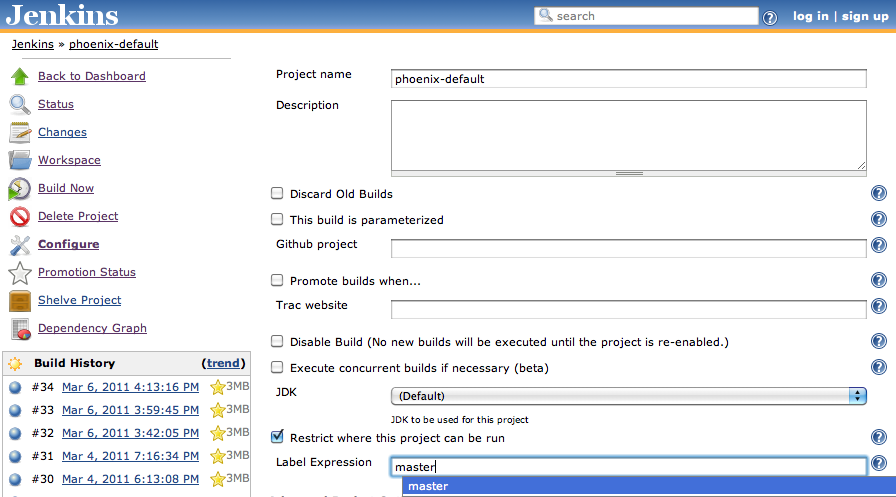 Jenkins
search
log in | sign up
Jenkins » phoenix-default
Back to Dashboard
Status
Changes
Workspace
Build Now
Delete Project
Configure
Promotion Status
Shelve Project
Dependency Graph
Build History (trend)
#34 Mar 6, 2011 4:13:16 PM 3MB
#33 Mar 6, 2011 3:59:45 PM 3MB
#32 Mar 6, 2011 3:42:05 PM 3MB
#31 Mar 4, 2011 7:16:34 PM 3MB
#30 Mar 4, 2011 6:13:08 PM 3MB
Project name phoenix-default
Description
Discard Old Builds
This build is parameterized
Github project
Promote builds when...
Trac website
Disable Build (No new builds will be executed until the project is re-enabled.)
Execute concurrent builds if necessary (beta)
JDK (Default)
JDK to be used for this project
Restrict where this project can be run
Label Expression master
master